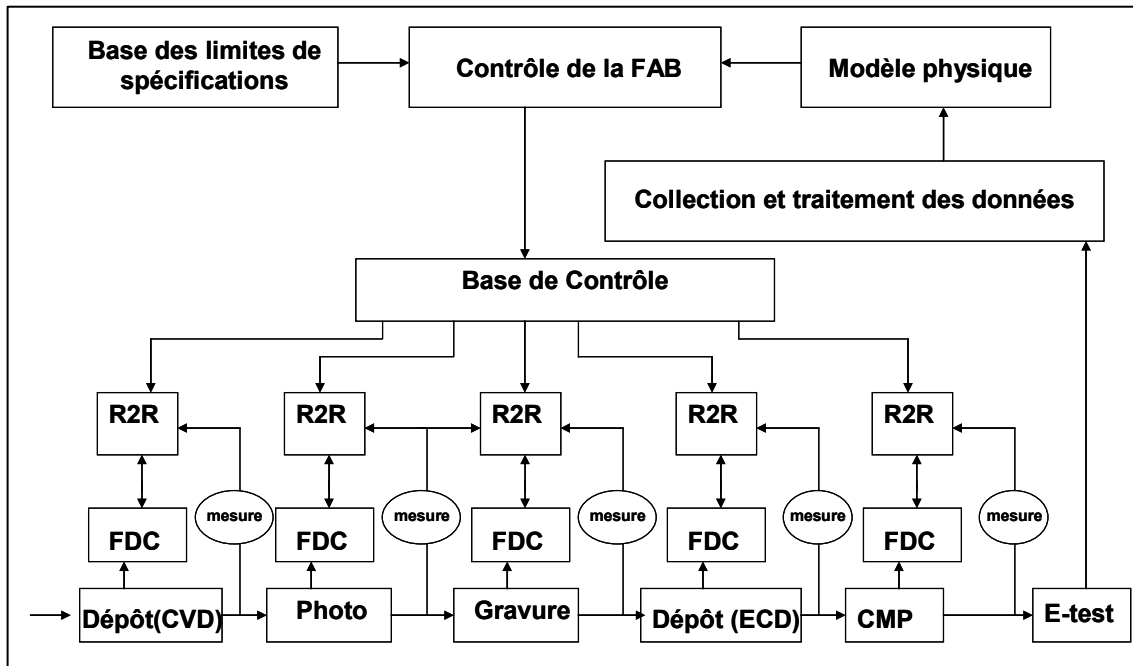 Base des limites de
spécifications
Contrôle de la FAB
Modèle physique
Collection et traitement des données
Base de Contrôle
R2R
R2R
R2R
R2R
R2R
mesure
mesure
mesure
mesure
mesure
FDC
FDC
FDC
FDC
FDC
Dépôt(CVD)
Photo
Gravure
Dépôt (ECD)
CMP
E-test